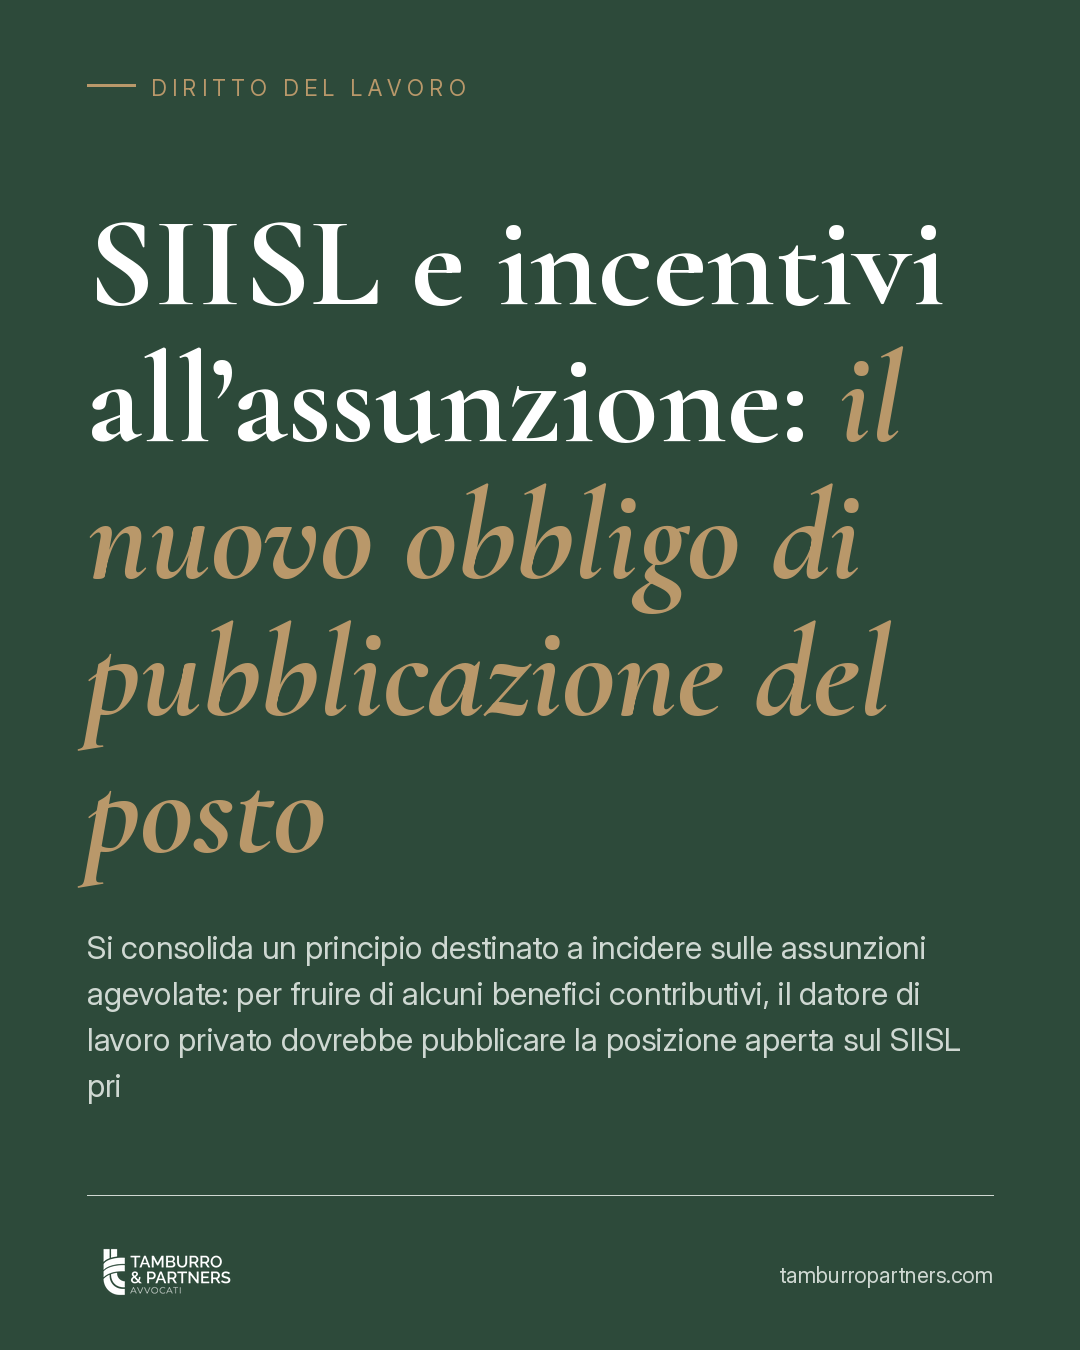 DIRITTO DEL LAVORO
SIISL e incentivi
all’assunzione: il
nuovo obbligo di
pubblicazione del
posto
Si consolida un principio destinato a incidere sulle assunzioni
agevolate: per fruire di alcuni benefici contributivi, il datore di
lavoro privato dovrebbe pubblicare la posizione aperta sul SIISL
pri
TAMBURRO
& PARTNERS
AVVOCATI
tamburropartners.com